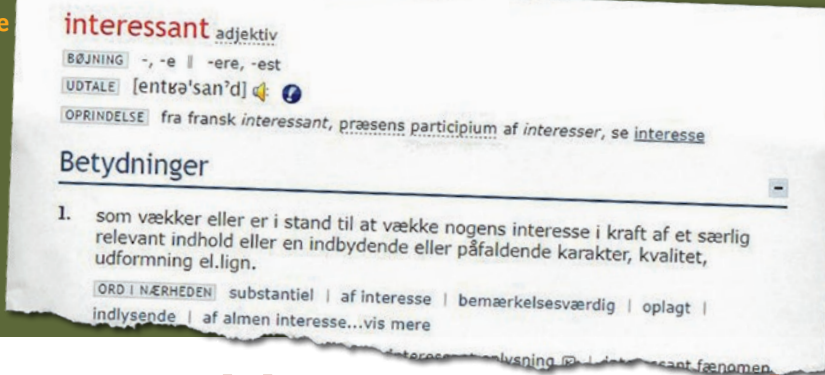 e
interessant adjektiv
BØJNING -, -e || -ere, -est
UDTALE [entʁɐˈsanˀd]
OPRINDELSE fra fransk interessant, præsens participium af interesser, se interesse
Betydninger
1. som vækker eller er i stand til at vække nogens interesse i kraft af et særlig
relevant indhold eller en indbydende eller påfaldende karakter, kvalitet,
udformning el.lign.
ORD I NÆRHEDEN substantiel | af interesse | bemærkelsesværdig | oplagt |
indlysende | af almen interesse...vis mere
fænomen